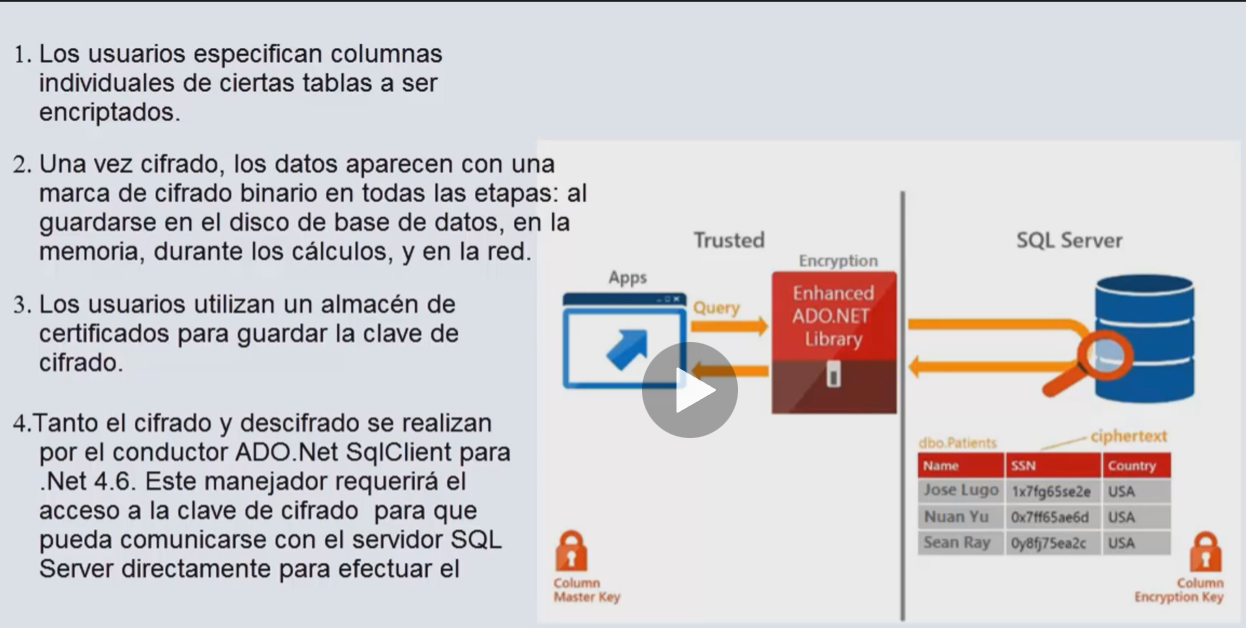 1. Los usuarios especifican columnas
individuales de ciertas tablas a ser
encriptados.
2. Una vez cifrado, los datos aparecen con una
marca de cifrado binario en todas las etapas: al
guardarse en el disco de base de datos, en la
memoria, durante los cálculos, y en la red.
3. Los usuarios utilizan un almacén de
certificados para guardar la clave de
cifrado.
4.Tanto el cifrado y descifrado se realizan
por el conductor ADO.Net SqlClient para
.Net 4.6. Este manejador requerirá el
acceso a la clave de cifrado para que
pueda comunicarse con el servidor SQL
Server directamente para efectuar el
Trusted
SQL Server
Apps
Encryption
Query
Enhanced
ADO.NET
Library
dbo.Patients
ciphertext
Name SSN Country
Jose Lugo 1x7fg65se2e USA
Nuan Yu 0x7ff65ae6d USA
Sean Ray 0y8fj75ea2c USA
Column
Master Key
Column
Encryption Key